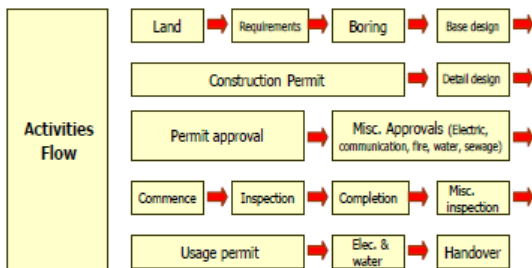 Land
Requirements
Boring
Base design
Construction Permit
Detail design
Activities
Flow
Permit approval
Misc. Approvals (Electric,
communication, fire, water, sewage)
Commence
Inspection
Completion
Misc.
inspection
Usage permit
Elec. &
water
Handover